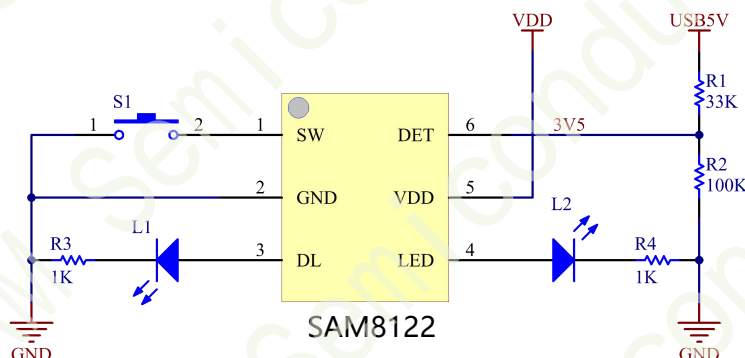 VDD
USB5V
R1
33K
S1
1
2
1
SW
DET
6
3V5
R2
100K
2
GND
VDD
5
L1
L2
R3
1K
3
DL
LED
4
R4
1K
SAM8122
GND
GND